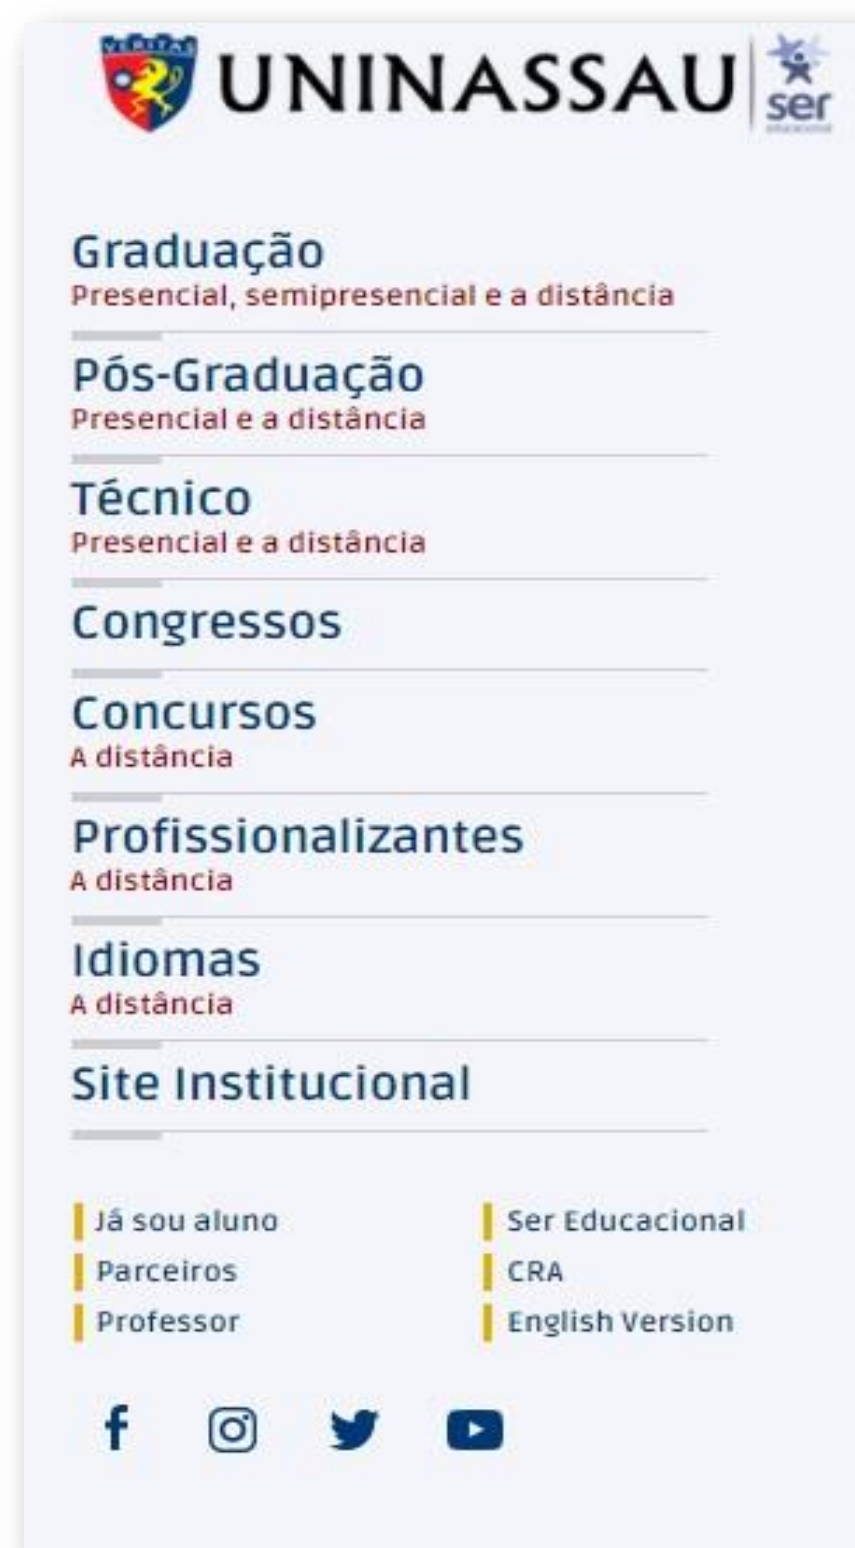 VERITAS
UNINASSAU
ser
educacional
Graduação
Presencial, semipresencial e a distância
Pós-Graduação
Presencial e a distância
Técnico
Presencial e a distância
Congressos
Concursos
A distância
Profissionalizantes
A distância
Idiomas
A distância
Site Institucional
Já sou aluno
Ser Educacional
Parceiros
CRA
Professor
English Version